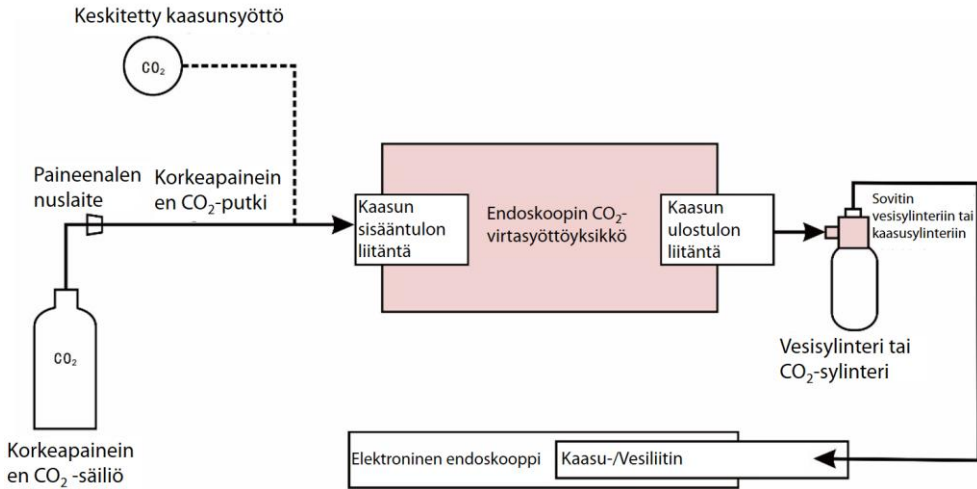 Keskitetty kaasunsyöttö
CO₂
Paineenalen
nuslaite
Korkeapainein
en CO₂-putki
Kaasun
sisääntulon
liitäntä
Endoskoopin CO₂-
virtasyöttöyksikkö
Kaasun
ulostulon
liitäntä
Sovitin
vesisylinteriin tai
kaasusylinteriin
CO₂
Vesisylinteri tai
CO₂-sylinteri
Korkeapainein
en CO₂ -säiliö
Elektroninen endoskooppi
Kaasu-/Vesiliitin